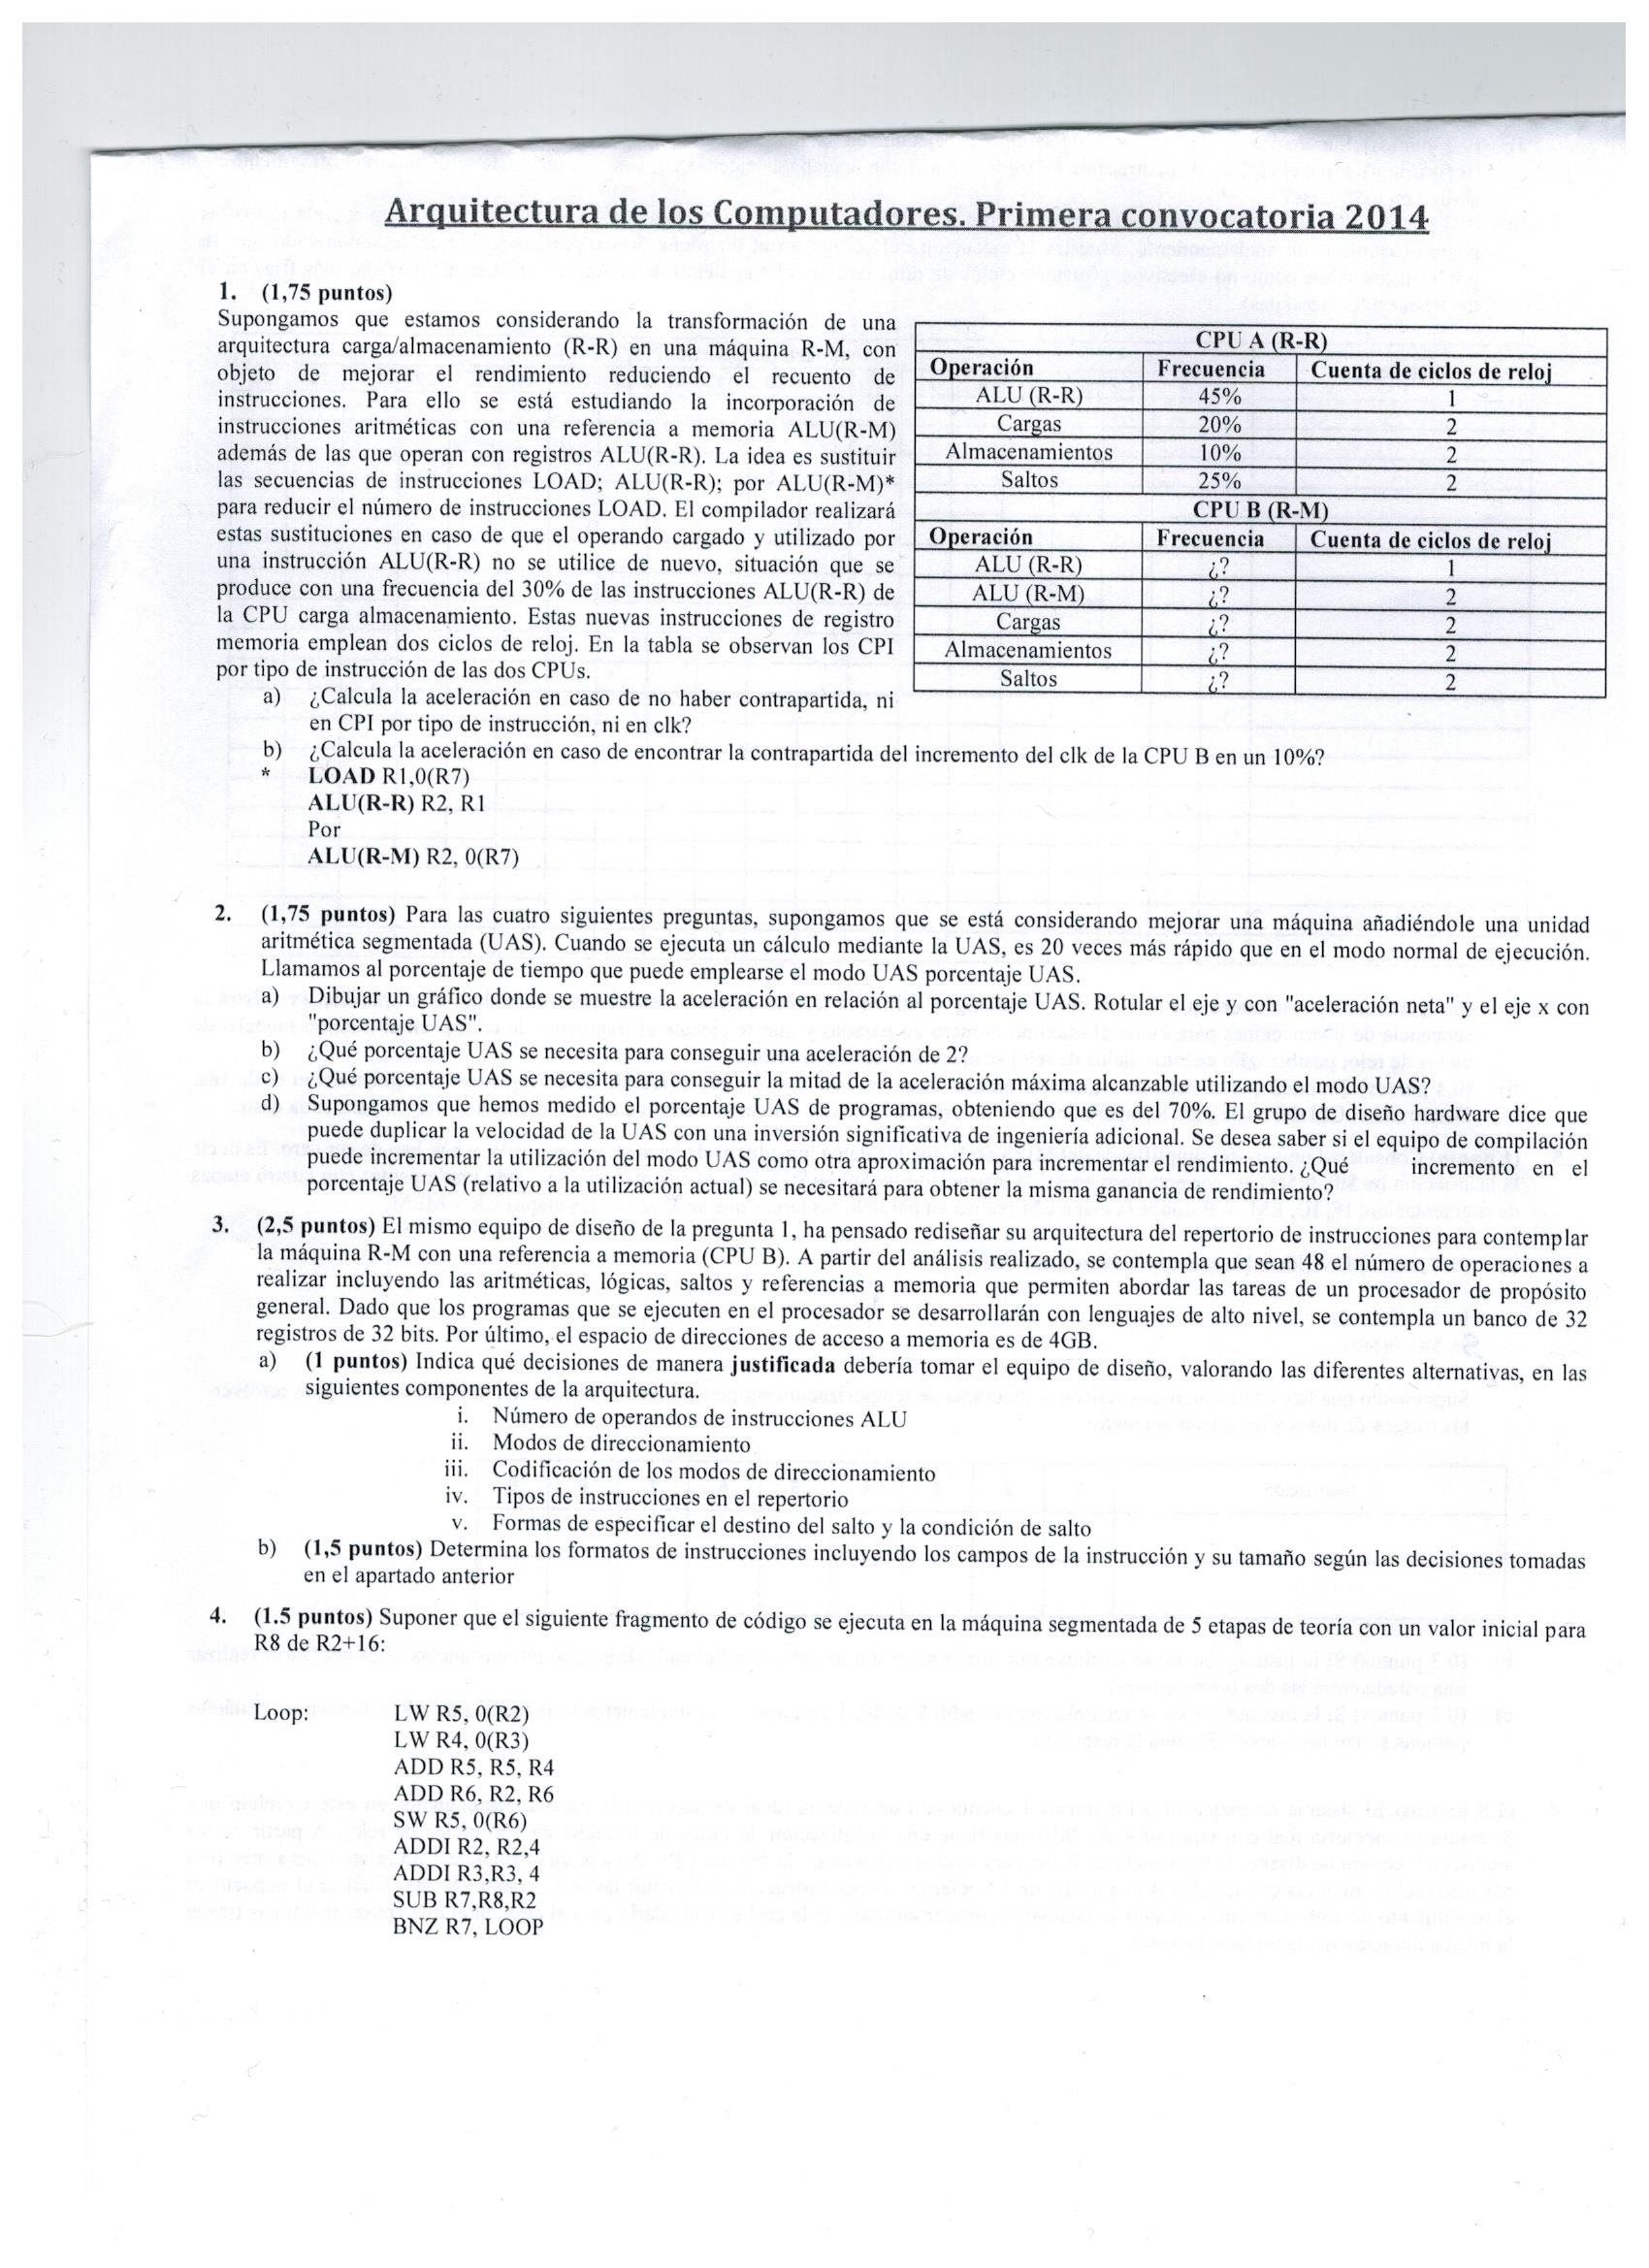 Arquitectura de los Computadores. Primera convocatoria 2014
1. (1,75 puntos)
Supongamos que estamos considerando la transformación de una
arquitectura carga/almacenamiento (R-R) en una máquina R-M, con
objeto de mejorar el rendimiento reduciendo el recuento de
instrucciones. Para ello se está estudiando la incorporación de
instrucciones aritméticas con una referencia a memoria ALU(R-M)
además de las que operan con registros ALU(R-R). La idea es sustituir
las secuencias de instrucciones LOAD; ALU(R-R); por ALU(R-M)*
para reducir el número de instrucciones LOAD. El compilador realizará
estas sustituciones en caso de que el operando cargado y utilizado por
una instrucción ALU(R-R) no se utilice de nuevo, situación que se
produce con una frecuencia del 30% de las instrucciones ALU(R-R) de
la CPU carga almacenamiento. Estas nuevas instrucciones de registro
memoria emplean dos ciclos de reloj. En la tabla se observan los CPI
por tipo de instrucción de las dos CPUs.
CPU A (R-R)
Operación Frecuencia Cuenta de ciclos de reloj
ALU (R-R) 45% 1
Cargas 20% 2
Almacenamientos 10% 2
Saltos 25% 2
CPU B (R-M)
Operación Frecuencia Cuenta de ciclos de reloj
ALU (R-R) ¿? 1
ALU (R-M) ¿? 2
Cargas ¿? 2
Almacenamientos ¿? 2
Saltos ¿? 2
a) ¿Calcula la aceleración en caso de no haber contrapartida, ni
en CPI por tipo de instrucción, ni en clk?
b) ¿Calcula la aceleración en caso de encontrar la contrapartida del incremento del clk de la CPU B en un 10%?
* LOAD R1,0(R7)
ALU(R-R) R2, R1
Por
ALU(R-M) R2, 0(R7)
2. (1,75 puntos) Para las cuatro siguientes preguntas, supongamos que se está considerando mejorar una máquina añadiéndole una unidad
aritmética segmentada (UAS). Cuando se ejecuta un cálculo mediante la UAS, es 20 veces más rápido que en el modo normal de ejecución.
Llamamos al porcentaje de tiempo que puede emplearse el modo UAS porcentaje UAS.
a) Dibujar un gráfico donde se muestre la aceleración en relación al porcentaje UAS. Rotular el eje y con "aceleración neta" y el eje x con
"porcentaje UAS".
b) ¿Qué porcentaje UAS se necesita para conseguir una aceleración de 2?
c) ¿Qué porcentaje UAS se necesita para conseguir la mitad de la aceleración máxima alcanzable utilizando el modo UAS?
d) Supongamos que hemos medido el porcentaje UAS de programas, obteniendo que es del 70%. El grupo de diseño hardware dice que
puede duplicar la velocidad de la UAS con una inversión significativa de ingeniería adicional. Se desea saber si el equipo de compilación
puede incrementar la utilización del modo UAS como otra aproximación para incrementar el rendimiento. ¿Qué incremento en el
porcentaje UAS (relativo a la utilización actual) se necesitará para obtener la misma ganancia de rendimiento?
3. (2,5 puntos) El mismo equipo de diseño de la pregunta 1, ha pensado rediseñar su arquitectura del repertorio de instrucciones para contemplar
la máquina R-M con una referencia a memoria (CPU B). A partir del análisis realizado, se contempla que sean 48 el número de operaciones a
realizar incluyendo las aritméticas, lógicas, saltos y referencias a memoria que permiten abordar las tareas de un procesador de propósito
general. Dado que los programas que se ejecuten en el procesador se desarrollarán con lenguajes de alto nivel, se contempla un banco de 32
registros de 32 bits. Por último, el espacio de direcciones de acceso a memoria es de 4GB.
a) (1 puntos) Indica qué decisiones de manera justificada debería tomar el equipo de diseño, valorando las diferentes alternativas, en las
siguientes componentes de la arquitectura.
i. Número de operandos de instrucciones ALU
ii. Modos de direccionamiento
iii. Codificación de los modos de direccionamiento
iv. Tipos de instrucciones en el repertorio
v. Formas de especificar el destino del salto y la condición de salto
b) (1,5 puntos) Determina los formatos de instrucciones incluyendo los campos de la instrucción y su tamaño según las decisiones tomadas
en el apartado anterior
4. (1.5 puntos) Suponer que el siguiente fragmento de código se ejecuta en la máquina segmentada de 5 etapas de teoría con un valor inicial para
R8 de R2+16:
Loop: LW R5, 0(R2)
LW R4, 0(R3)
ADD R5, R5, R4
ADD R6, R2, R6
SW R5, 0(R6)
ADDI R2, R2,4
ADDI R3,R3, 4
SUB R7,R8,R2
BNZ R7, LOOP